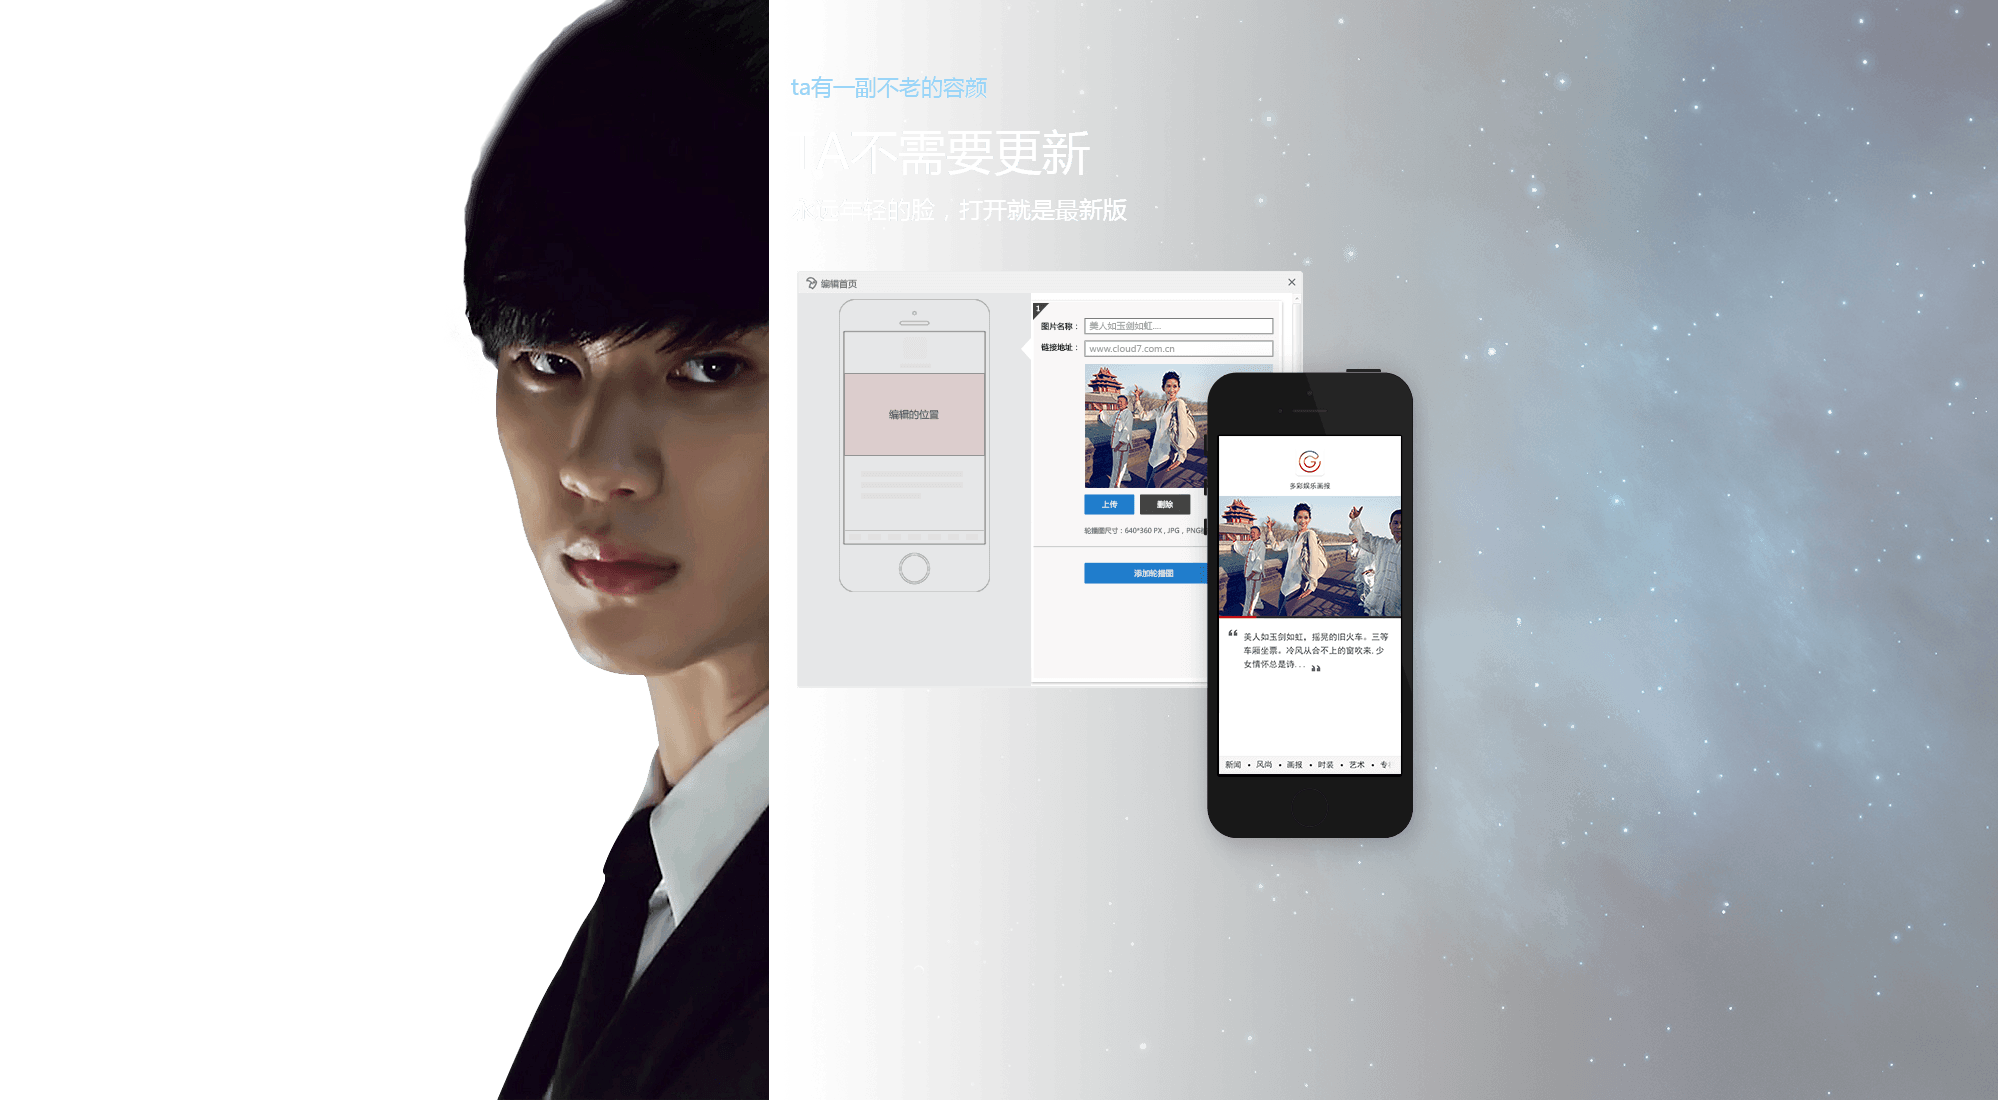 ta有一副不老的容颜
TA不需要更新
永远年轻的脸，打开就是最新版
编辑首页
编辑的位置
1
图片名称：
美人如玉剑如虹....
链接地址：
www.cloud7.com.cn
上传
删除
轮播图尺寸：640*360 PX , JPG , PNG
添加轮播图
多彩娱乐画报
“ 美人如玉剑如虹，摇晃的旧火车。三等
车厢坐票。冷风从合不上的窗吹来,少
女情怀总是诗... ”
新闻 • 风尚 • 画报 • 时装 • 艺术 • 专